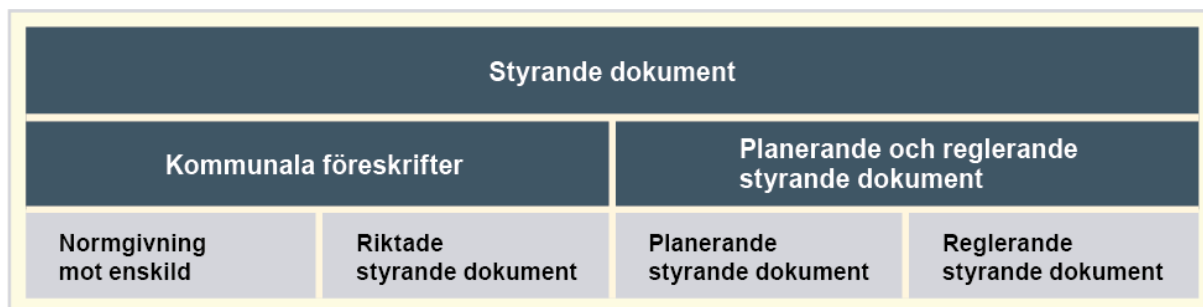 Styrande dokument
Kommunala föreskrifter
Planerande och reglerande
styrande dokument
Normgivning
mot enskild
Riktade
styrande dokument
Planerande
styrande dokument
Reglerande
styrande dokument